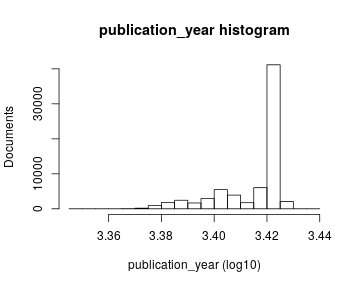 publication_year histogram
Documents
30000
10000
0
3.36 3.38 3.40 3.42 3.44
publication_year (log10)